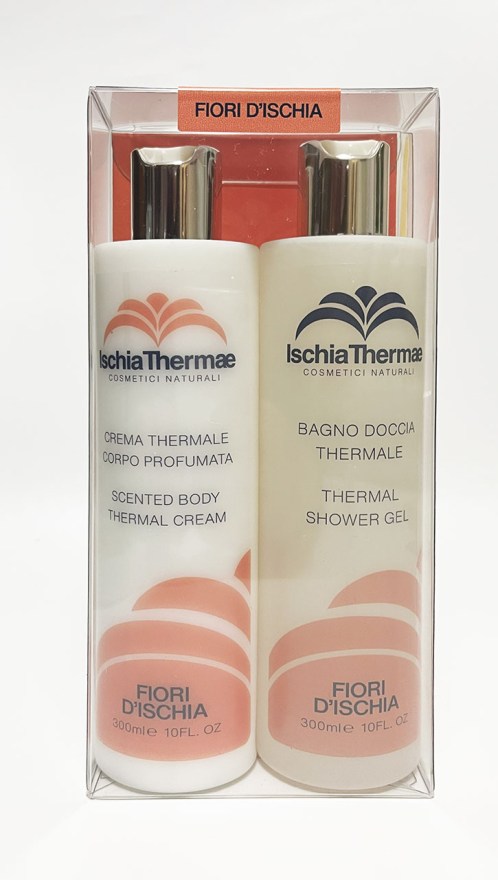 FIORI D'ISCHIA
IschiaThermae
COSMETICI NATURALI
CREMA THERMALE
CORPO PROFUMATA
SCENTED BODY
THERMAL CREAM
FIORI
D'ISCHIA
300ml℮ 10FL. OZ
IschiaThermae
COSMETICI NATURALI
BAGNO DOCCIA
THERMALE
THERMAL
SHOWER GEL
FIORI
D'ISCHIA
300ml℮ 10FL. OZ